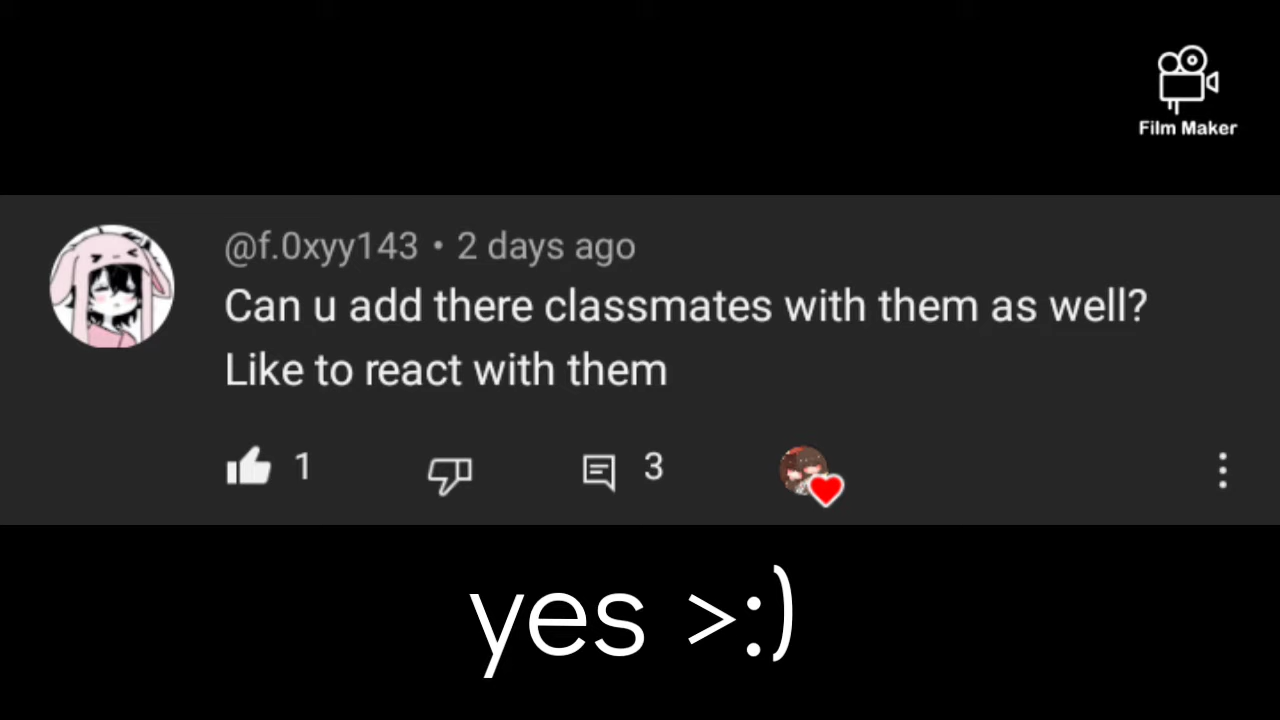 Film Maker
@f.0xyy143 • 2 days ago
Can u add there classmates with them as well?
Like to react with them
1 3
yes >:)